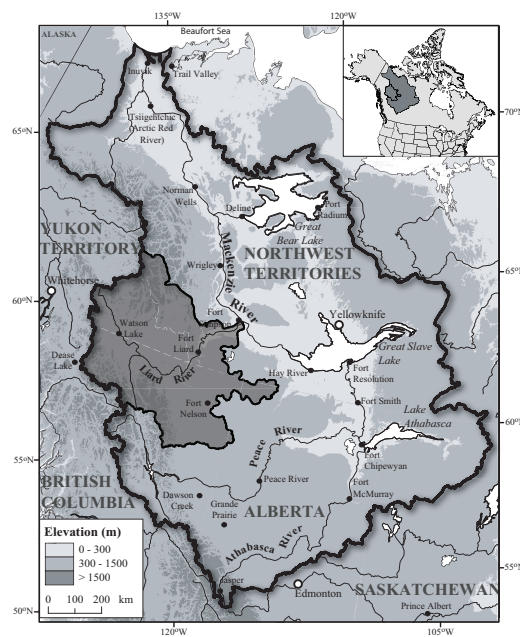 135°W
120°W
Beaufort Sea
ALASKA
Inuvik
Trail Valley
70°N
Tsiigehtchic
(Arctic Red
River)
65°N
Norman
Wells
Deline
Port
Radium
Great
Bear Lake
YUKON
TERRITORY
Mackenzie
River
NORTHWEST
TERRITORIES
Wrigley
65°N
Whitehorse
60°N
Fort
Simpson
Yellowknife
Watson
Lake
Fort
Liard
Great Slave
Lake
Dease
Lake
Liard River
Hay River
Fort
Resolution
Fort
Nelson
Fort Smith
Lake
Athabasca
60°N
Peace River
55°N
Fort
Chipewyan
Peace River
Fort
McMurray
BRITISH
COLUMBIA
Dawson
Creek
Grande
Prairie
ALBERTA
Athabasca River
Elevation (m)
0 - 300
300 - 1500
> 1500
0 100 200 km
Jasper
Edmonton
SASKATCHEWAN
55°N
Prince Albert
50°N
120°W
105°W